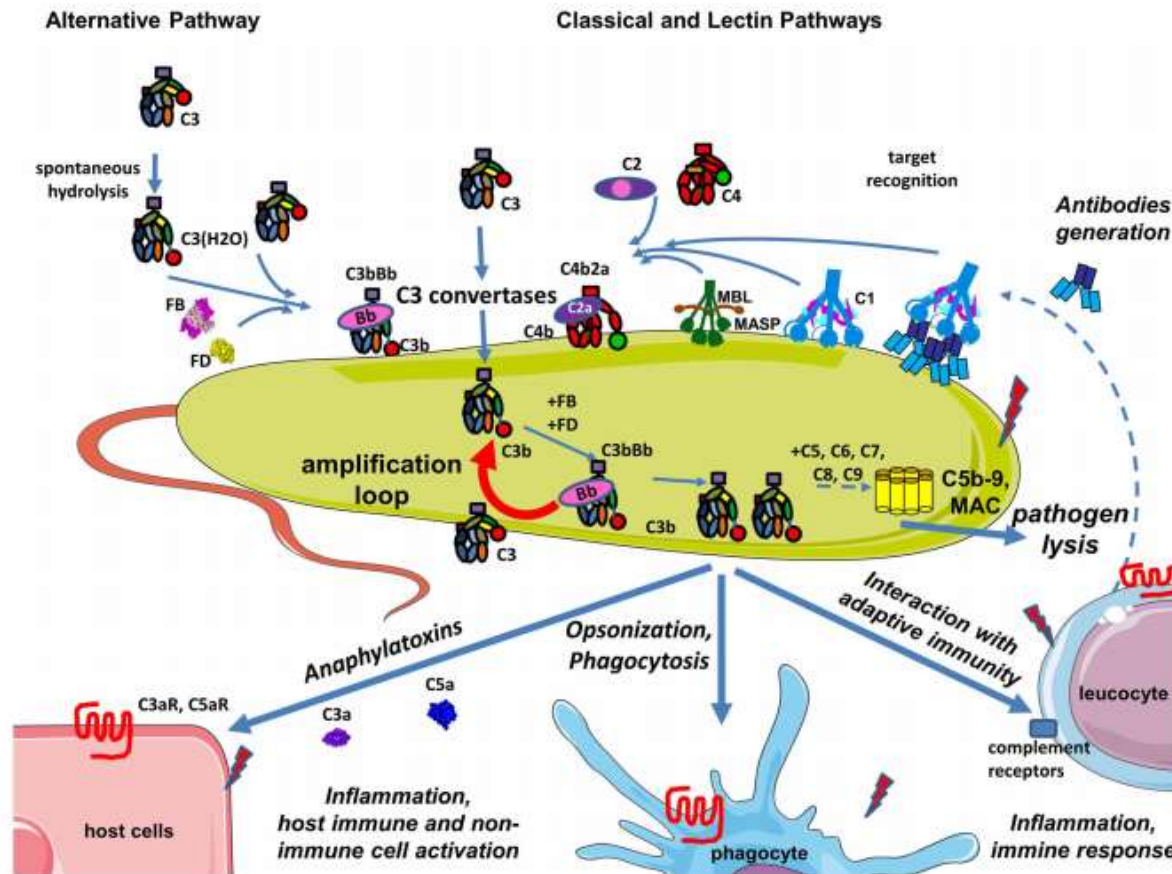 Alternative Pathway
Classical and Lectin Pathways
C3
spontaneous
hydrolysis
C3(H2O)
FB
FD
C3
C2
C4
target
recognition
Antibodies
generation
C3bBb
C3 convertases
Bb
C3b
C4b2a
C2a
C4b
MBL
MASP
C1
+FB
+FD
C3b
C3bBb
Bb
amplification
loop
C3
C3b
+C5, C6, C7,
C8, C9
C5b-9,
MAC
pathogen
lysis
Anaphylatoxins
Opsonization,
Phagocytosis
Interaction with
adaptive immunity
C3aR, C5aR
C3a
C5a
host cells
Inflammation,
host immune and non-
immune cell activation
phagocyte
leucocyte
complement
receptors
Inflammation,
immine response